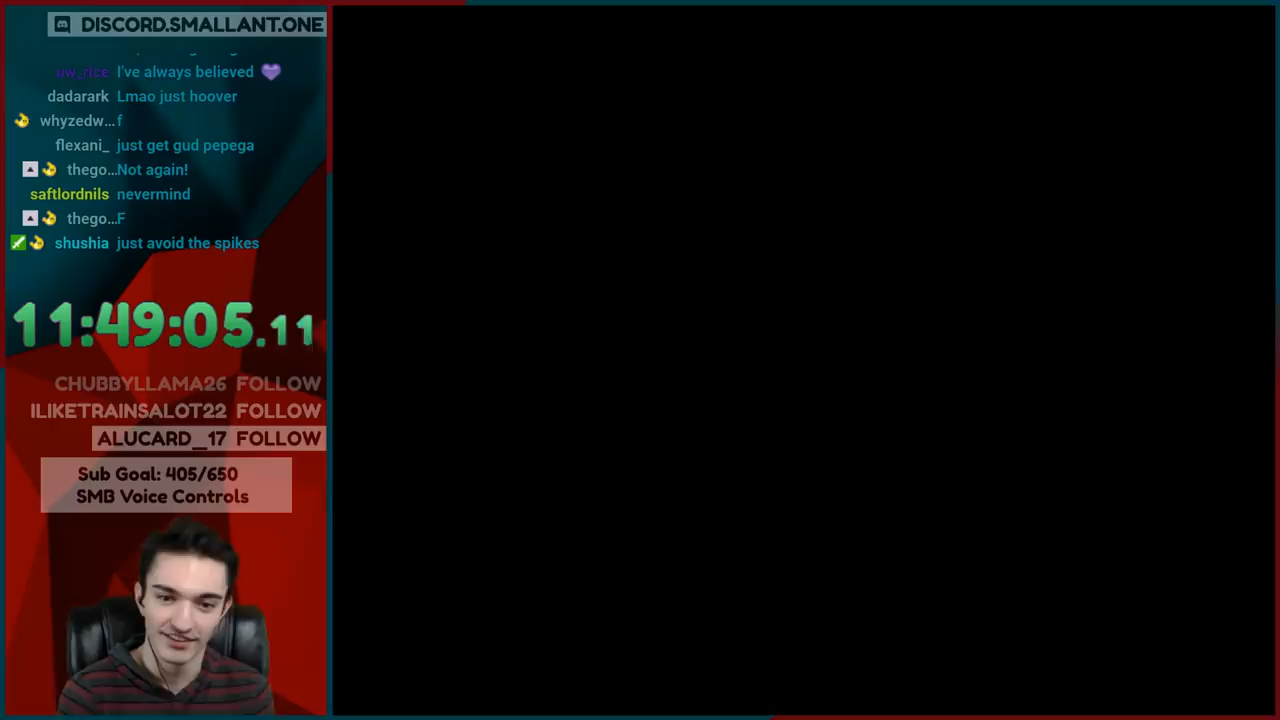 DISCORD.SMALLANT.ONE
uw_rice I've always believed
dadarark Lmao just hoover
whyzedw... f
flexani_ just get gud pepega
thego... Not again!
saftlordnils nevermind
thego... F
shushia just avoid the spikes
11:49:05.11
CHUBBYLLAMA26 FOLLOW
ILIKETRAINSALOT22 FOLLOW
ALUCARD__17 FOLLOW
Sub Goal: 405/650
SMB Voice Controls